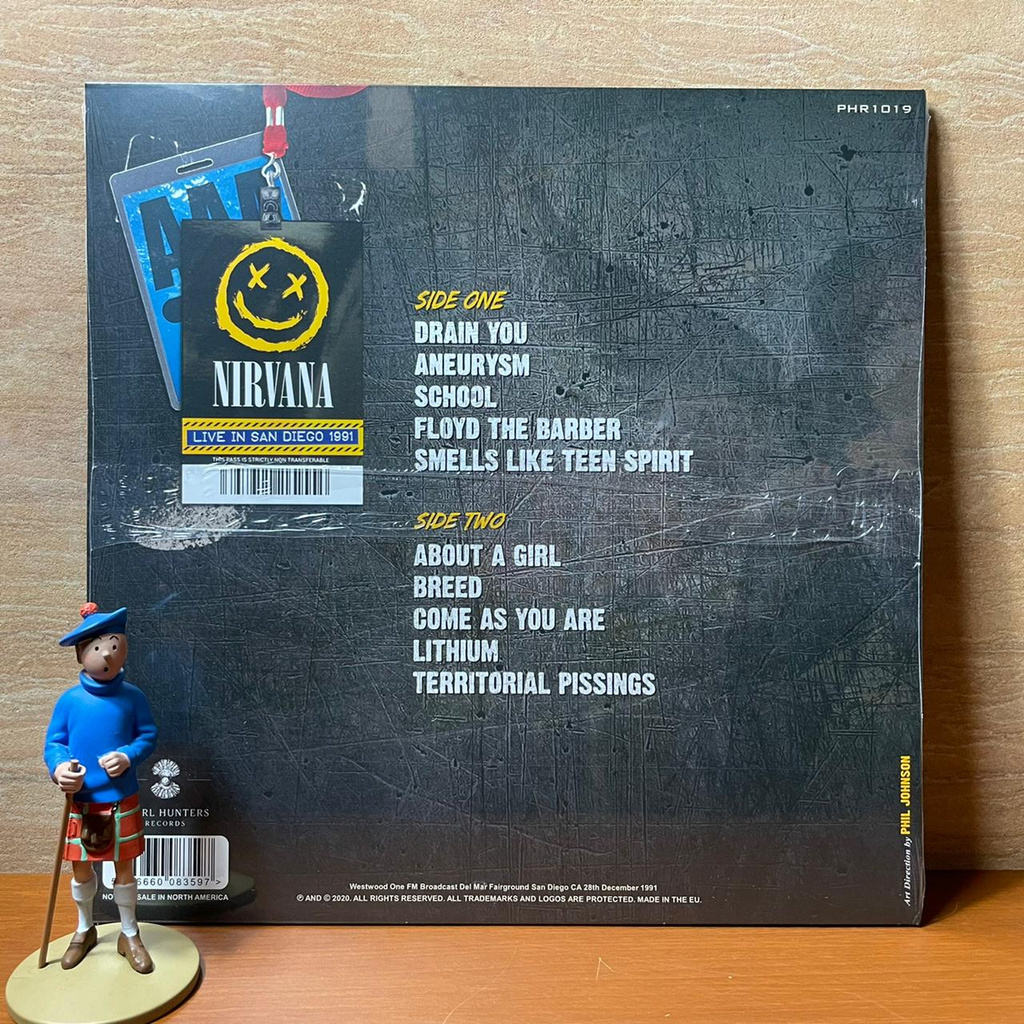 PHR1019
AA
NIRVANA
LIVE IN SAN DIEGO 1991
THIS PASS IS STRICTLY NON TRANSFERABLE
SIDE ONE
DRAIN YOU
ANEURYSM
SCHOOL
FLOYD THE BARBER
SMELLS LIKE TEEN SPIRIT
SIDE TWO
ABOUT A GIRL
BREED
COME AS YOU ARE
LITHIUM
TERRITORIAL PISSINGS
Art Direction by PHIL JOHNSON
RL HUNTERS
RECORDS
6660 083597 >
NO SALE IN NORTH AMERICA
Westwood One FM Broadcast Del Mar Fairground San Diego CA 28th December 1991
℗ AND © 2020. ALL RIGHTS RESERVED. ALL TRADEMARKS AND LOGOS ARE PROTECTED. MADE IN THE EU.